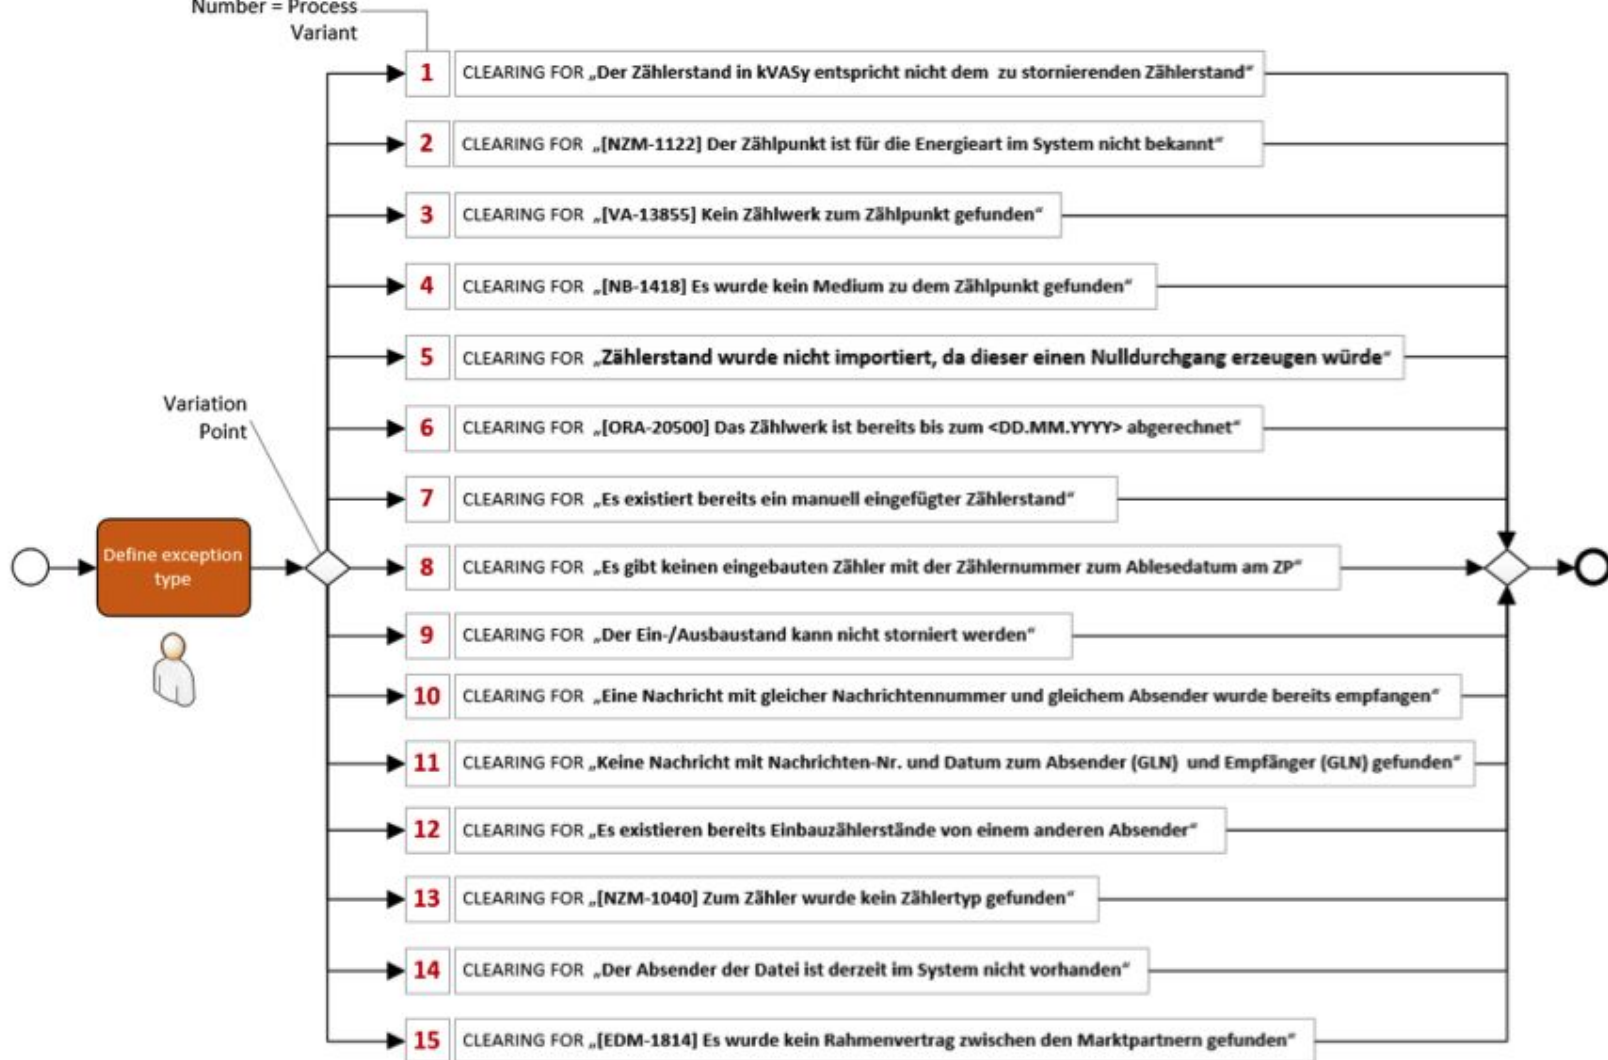 Number = Process
Variant
1 CLEARING FOR „Der Zählerstand in kVASy entspricht nicht dem zu stornierenden Zählerstand“
2 CLEARING FOR „[NZM-1122] Der Zählpunkt ist für die Energieart im System nicht bekannt“
3 CLEARING FOR „[VA-13855] Kein Zählwerk zum Zählpunkt gefunden“
4 CLEARING FOR „[NB-1418] Es wurde kein Medium zu dem Zählpunkt gefunden“
5 CLEARING FOR „Zählerstand wurde nicht importiert, da dieser einen Nulldurchgang erzeugen würde“
Variation
Point
6 CLEARING FOR „[ORA-20500] Das Zählwerk ist bereits bis zum <DD.MM.YYYY> abgerechnet“
7 CLEARING FOR „Es existiert bereits ein manuell eingefügter Zählerstand“
Define exception
type
8 CLEARING FOR „Es gibt keinen eingebauten Zähler mit der Zählernummer zum Ablesedatum am ZP“
9 CLEARING FOR „Der Ein-/Ausbaustand kann nicht storniert werden“
10 CLEARING FOR „Eine Nachricht mit gleicher Nachrichtennummer und gleichem Absender wurde bereits empfangen“
11 CLEARING FOR „Keine Nachricht mit Nachrichten-Nr. und Datum zum Absender (GLN) und Empfänger (GLN) gefunden“
12 CLEARING FOR „Es existieren bereits Einbauzählerstände von einem anderen Absender“
13 CLEARING FOR „[NZM-1040] Zum Zähler wurde kein Zählertyp gefunden“
14 CLEARING FOR „Der Absender der Datei ist derzeit im System nicht vorhanden“
15 CLEARING FOR „[EDM-1814] Es wurde kein Rahmenvertrag zwischen den Marktpartnern gefunden“